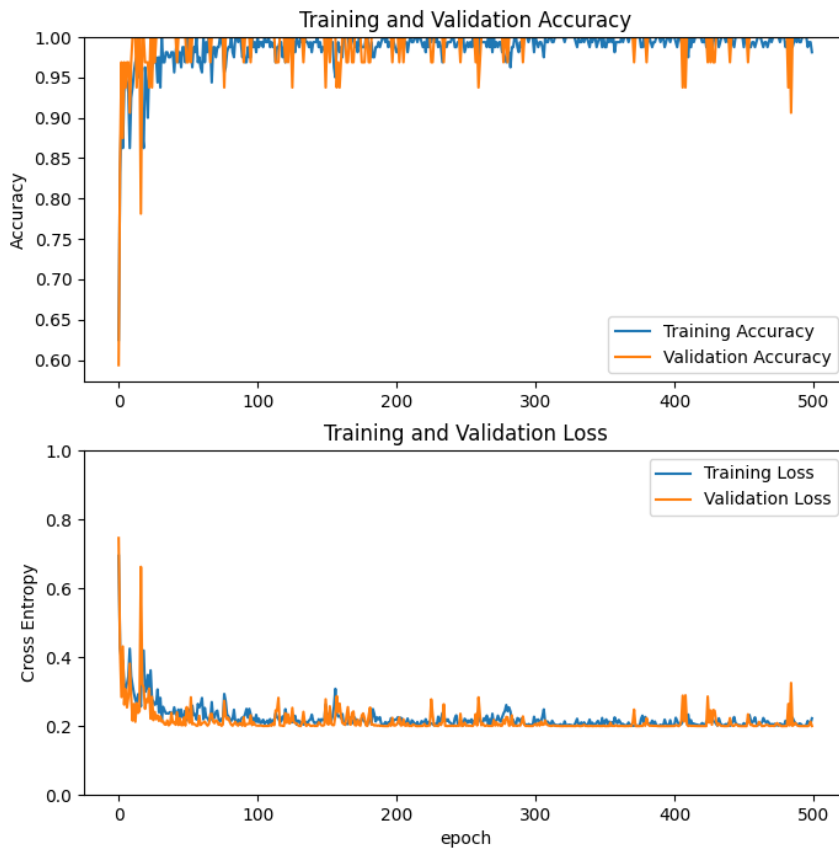 Training and Validation Accuracy
1.00
0.95
0.90
0.85
0.80
0.75
0.70
0.65
0.60
Accuracy
Training Accuracy
Validation Accuracy
0 100 200 300 400 500
Training and Validation Loss
1.0
0.8
0.6
0.4
0.2
0.0
Cross Entropy
Training Loss
Validation Loss
0 100 200 300 400 500
epoch